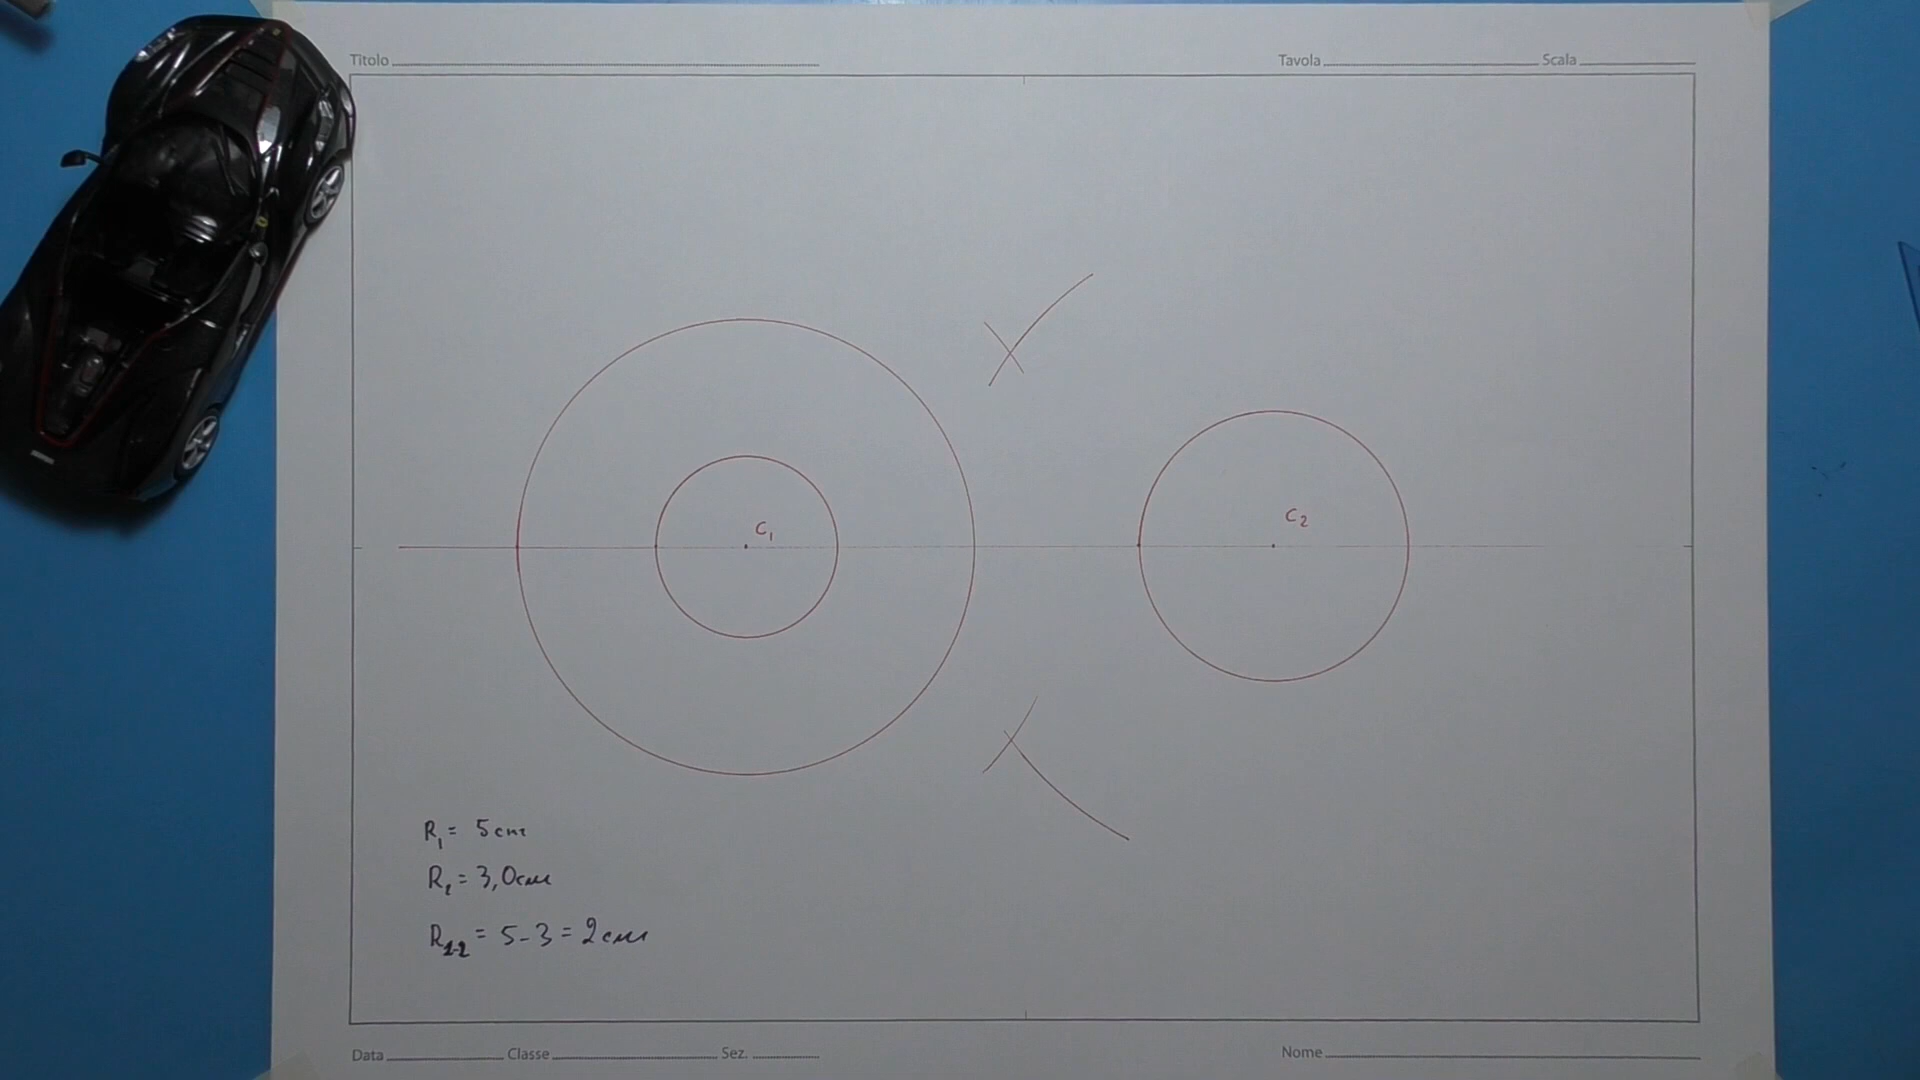 Titolo
Tavola Scala
C1
C2
R1 = 5cm
R2 = 3,0cm
R1-2 = 5-3 = 2cm
Data Classe Sez. Nome